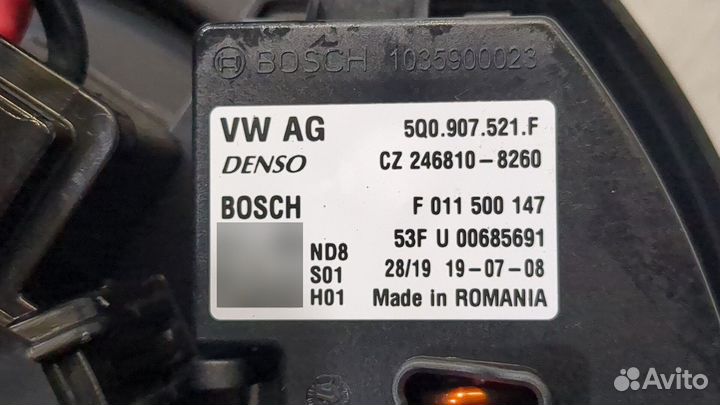 BOSCH 1035900023
VW AG 5Q0.907.521.F
DENSO CZ 246810-8260
BOSCH F 011 500 147
53F U 00685691
ND8
S01 28/19 19-07-08
H01 Made in ROMANIA
Avito